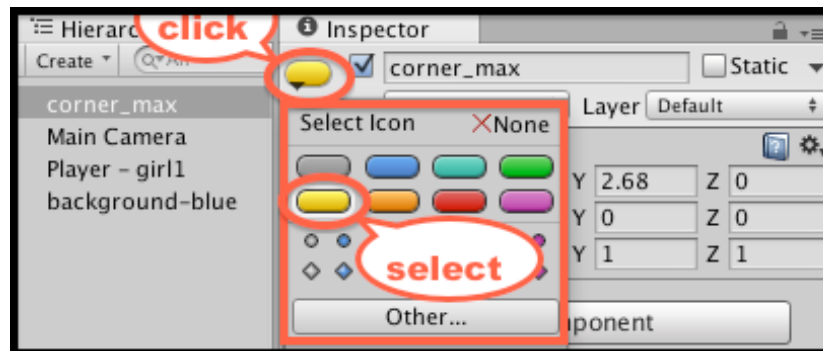 Hierarc
click
Inspector
Create
corner_max
Static
Layer Default
corner_max
Main Camera
Player – girl1
background-blue
Select Icon
None
Y 2.68 Z 0
Y 0 Z 0
Y 1 Z 1
select
Other...
ponent